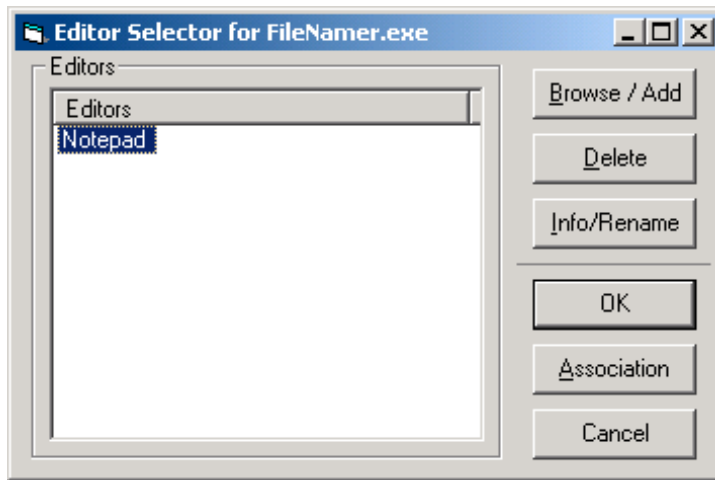 Editor Selector for FileNamer.exe
Editors
Editors
Notepad
Browse / Add
Delete
Info/Rename
OK
Association
Cancel